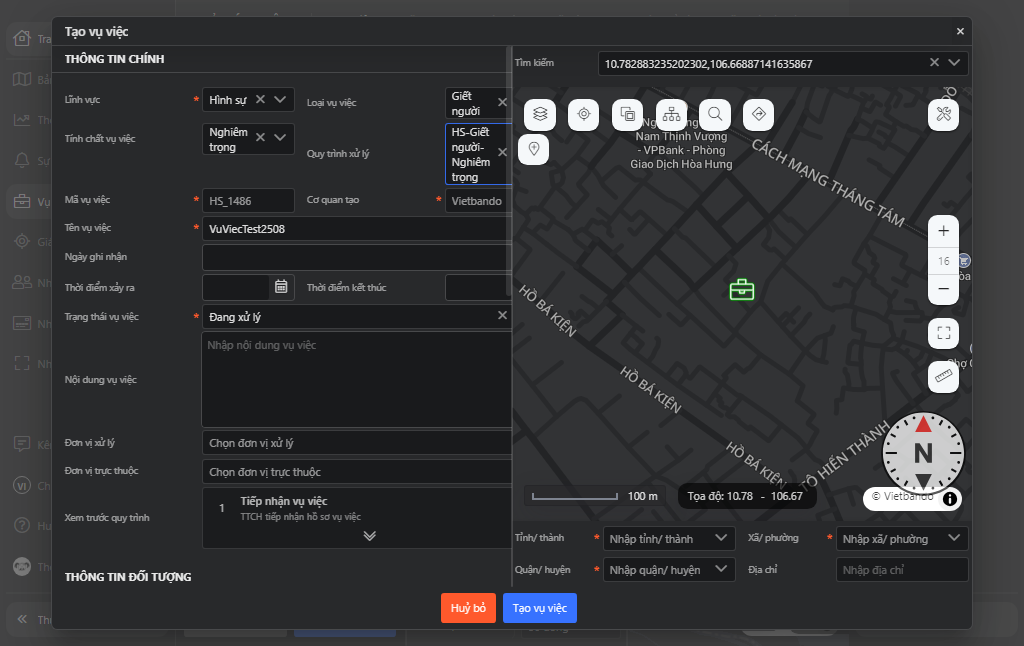 Tạo vụ việc
×
THÔNG TIN CHÍNH
Lĩnh vực * Hình sự
Loại vụ việc Giết người
Tính chất vụ việc Nghiêm trọng
Quy trình xử lý HS-Giết người-Nghiêm trọng
Mã vụ việc * HS_1486
Cơ quan tạo * Vietbando
Tên vụ việc * VuViecTest2508
Ngày ghi nhận
Thời điểm xảy ra
Thời điểm kết thúc
Trạng thái vụ việc * Đang xử lý
Nội dung vụ việc
Nhập nội dung vụ việc
Đơn vị xử lý
Chọn đơn vị xử lý
Đơn vị trực thuộc
Chọn đơn vị trực thuộc
Xem trước quy trình
1
Tiếp nhận vụ việc
TTCH tiếp nhận hồ sơ vụ việc
THÔNG TIN ĐỐI TƯỢNG
Tìm kiếm
10.782883235202302,106.66887141635867
Nam Thịnh Vượng
- VPBank - Phòng
Giao Dịch Hòa Hưng
CÁCH MẠNG THÁNG TÁM
+
16
−
HỒ BÁ KIỆN
HỒ BÁ KIỆN
HỒ BÁ KIỆN
TÔ HIẾN THÀNH
N
100 m
Tọa độ: 10.78 - 106.67
© Vietbando
Tỉnh/ thành * Nhập tỉnh/ thành
Xã/ phường * Nhập xã/ phường
Quận/ huyện * Nhập quận/ huyện
Địa chỉ Nhập địa chỉ
Huỷ bỏ
Tạo vụ việc